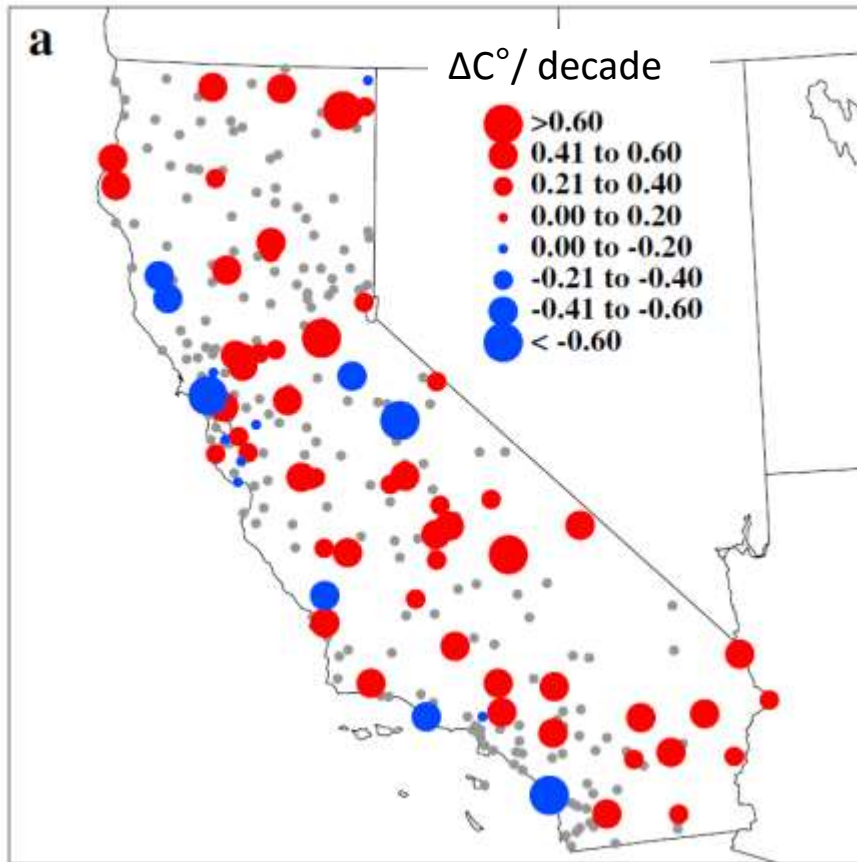 a
ΔC°/ decade
>0.60
0.41 to 0.60
0.21 to 0.40
0.00 to 0.20
0.00 to -0.20
-0.21 to -0.40
-0.41 to -0.60
< -0.60